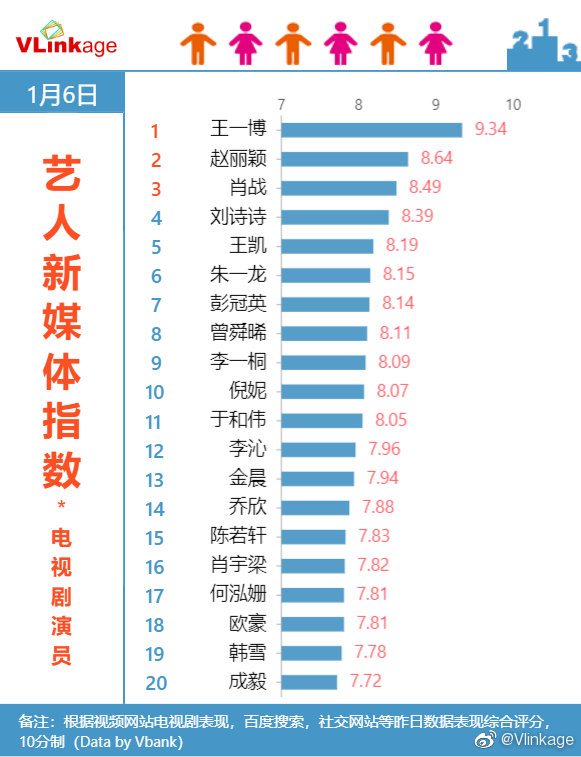 VLinkage
2 1 3
1月6日
艺人新媒体指数
*
电视剧演员
7 8 9 10
1 王一博 9.34
2 赵丽颖 8.64
3 肖战 8.49
4 刘诗诗 8.39
5 王凯 8.19
6 朱一龙 8.15
7 彭冠英 8.14
8 曾舜晞 8.11
9 李一桐 8.09
10 倪妮 8.07
11 于和伟 8.05
12 李沁 7.96
13 金晨 7.94
14 乔欣 7.88
15 陈若轩 7.83
16 肖宇梁 7.82
17 何泓姗 7.81
18 欧豪 7.81
19 韩雪 7.78
20 成毅 7.72
备注：根据视频网站电视剧表现，百度搜索，社交网站等昨日数据表现综合评分，
10分制（Data by Vbank）
@Vlinkage